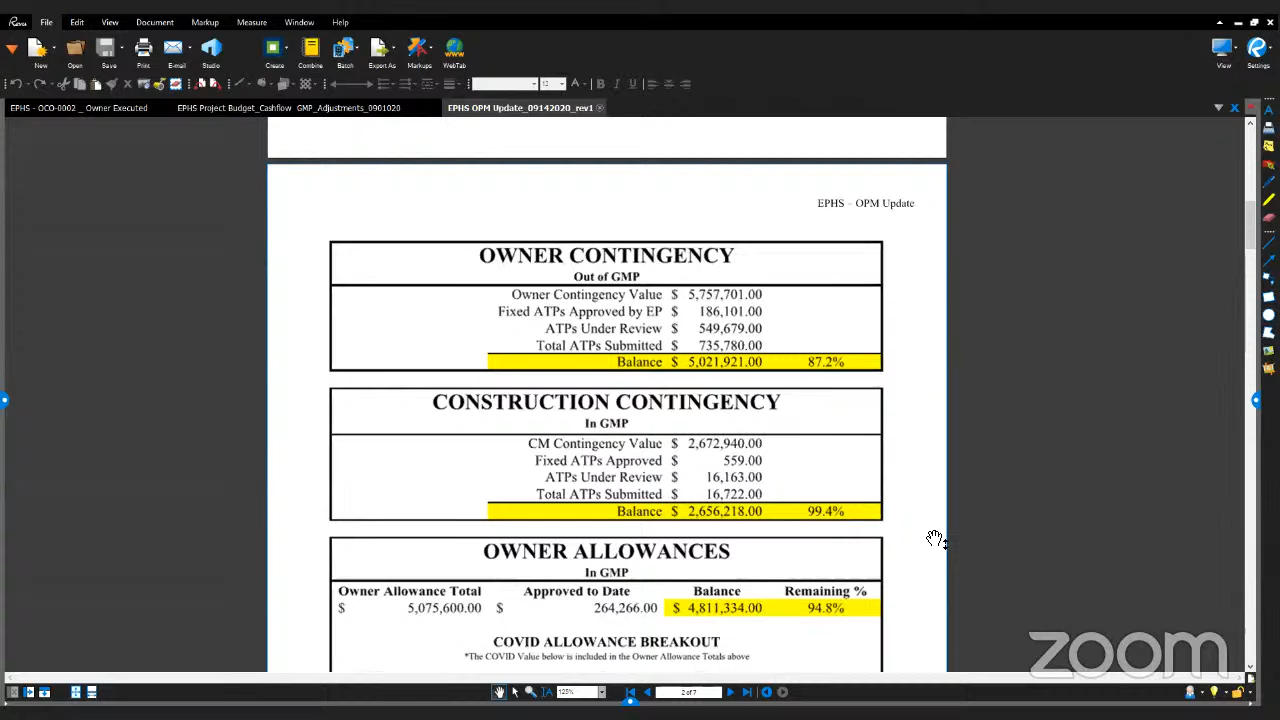 Revu File Edit View Document Markup Measure Window Help
New Open Save Print E-mail Studio Create Combine Batch Export As Markups WebTab View Settings
12 A B I U
EPHS - OCO-0002 _ Owner Executed EPHS Project Budget_Cashflow GMP_Adjustments_0901020 EPHS OPM Update_09142020_rev1
EPHS - OPM Update
OWNER CONTINGENCY
Out of GMP
Owner Contingency Value $ 5,757,701.00
Fixed ATPs Approved by EP $ 186,101.00
ATPs Under Review $ 549,679.00
Total ATPs Submitted $ 735,780.00
Balance $ 5,021,921.00 87.2%
CONSTRUCTION CONTINGENCY
In GMP
CM Contingency Value $ 2,672,940.00
Fixed ATPs Approved $ 559.00
ATPs Under Review $ 16,163.00
Total ATPs Submitted $ 16,722.00
Balance $ 2,656,218.00 99.4%
OWNER ALLOWANCES
In GMP
Owner Allowance Total Approved to Date Balance Remaining %
$ 5,075,600.00 $ 264,266.00 $ 4,811,334.00 94.8%
COVID ALLOWANCE BREAKOUT
*The COVID Value below is included in the Owner Allowance Totals above
zoom
125% 2 of 7